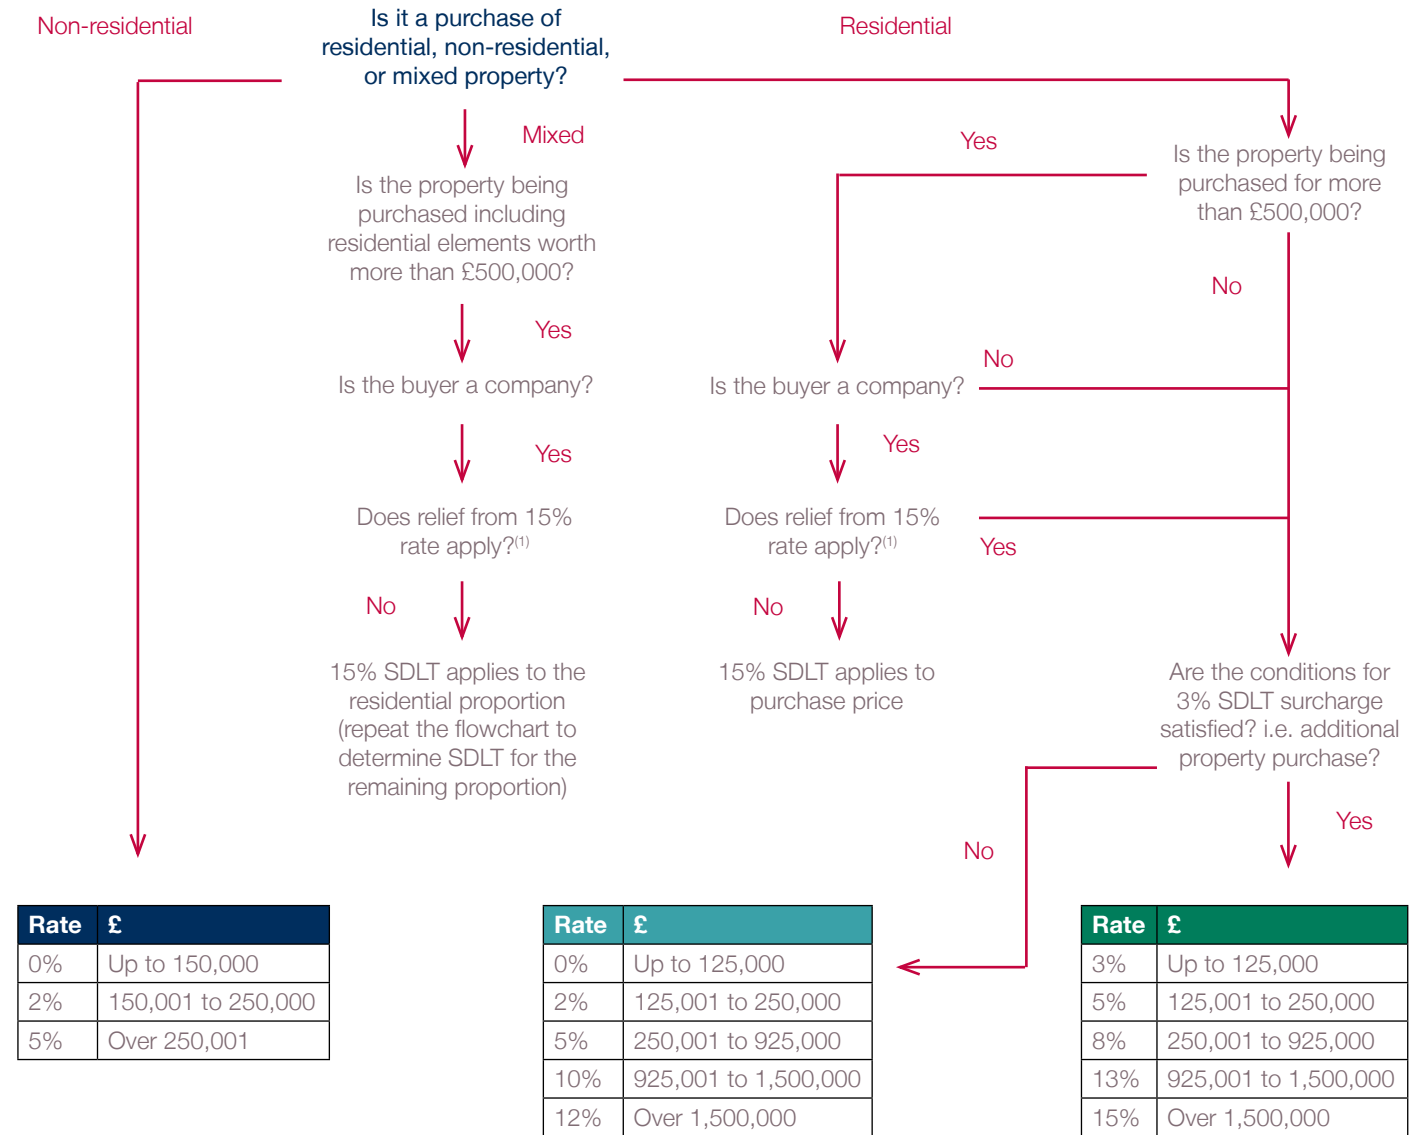 Non-residential
Is it a purchase of
residential, non-residential,
or mixed property?
Residential
Mixed
Is the property being
purchased including
residential elements worth
more than £500,000?
Yes
Is the buyer a company?
Yes
Does relief from 15%
rate apply?(1)
No
15% SDLT applies to the
residential proportion
(repeat the flowchart to
determine SDLT for the
remaining proportion)
Yes
Is the property being
purchased for more
than £500,000?
No
Is the buyer a company?
No
Yes
Does relief from 15%
rate apply?(1)
Yes
No
15% SDLT applies to
purchase price
Are the conditions for
3% SDLT surcharge
satisfied? i.e. additional
property purchase?
No
Yes
Rate £
0% Up to 150,000
2% 150,001 to 250,000
5% Over 250,001
Rate £
0% Up to 125,000
2% 125,001 to 250,000
5% 250,001 to 925,000
10% 925,001 to 1,500,000
12% Over 1,500,000
Rate £
3% Up to 125,000
5% 125,001 to 250,000
8% 250,001 to 925,000
13% 925,001 to 1,500,000
15% Over 1,500,000